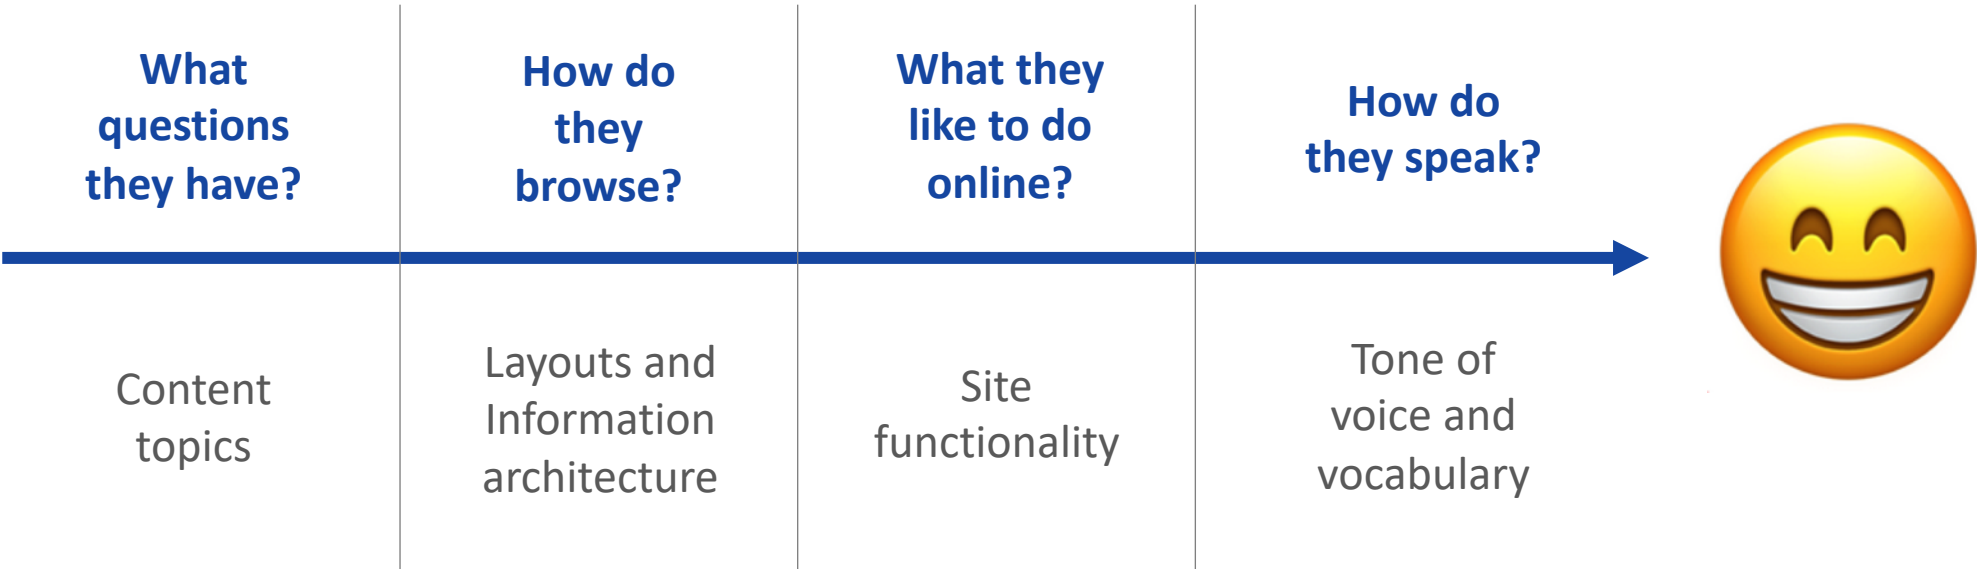 What
questions
they have?
How do
they
browse?
What they
like to do
online?
How do
they speak?
Content
topics
Layouts and
Information
architecture
Site
functionality
Tone of
voice and
vocabulary